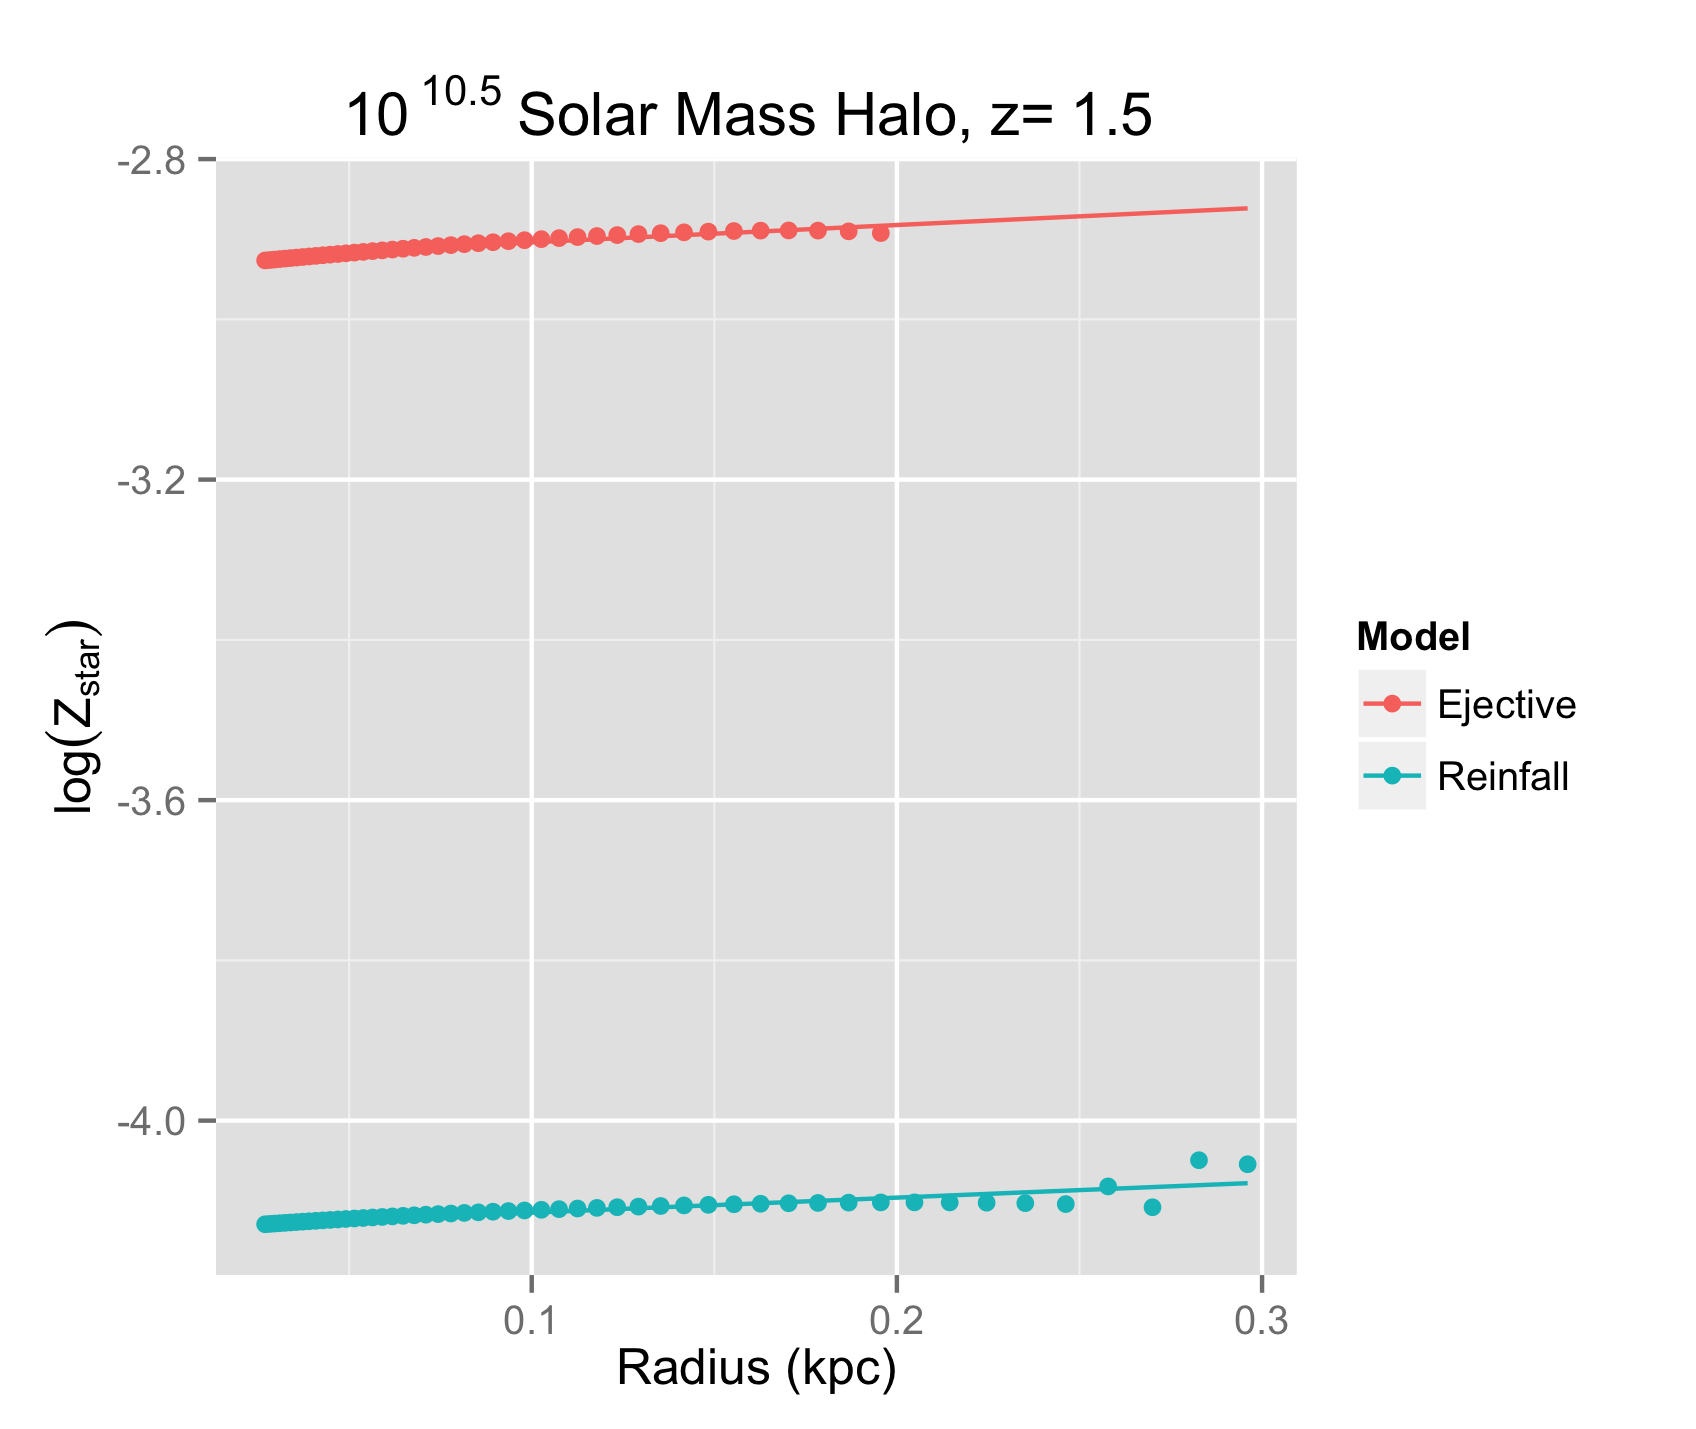 10 10.5 Solar Mass Halo, z= 1.5
-2.8
-3.2
-3.6
-4.0
log(Zstar)
0.1
0.2
0.3
Radius (kpc)
Model
Ejective
Reinfall